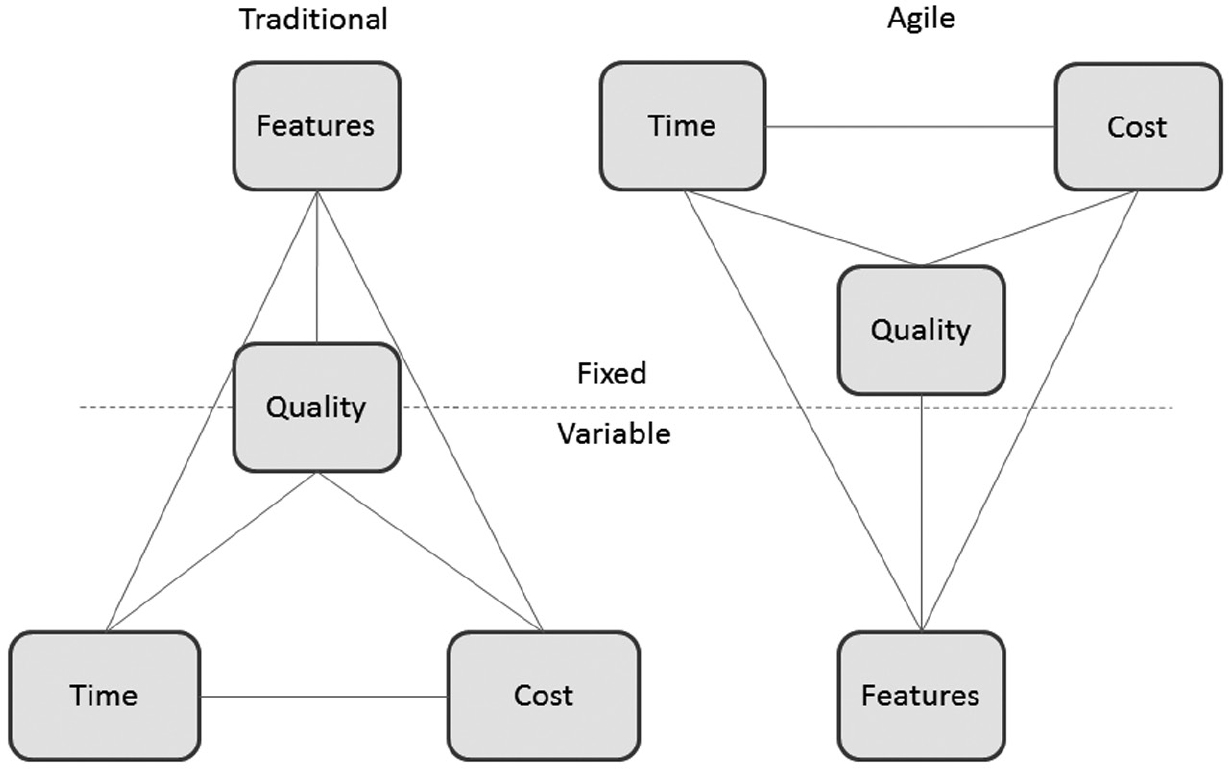 Traditional
Agile
Features
Time
Cost
Quality
Fixed
Quality
Variable
Time
Cost
Features